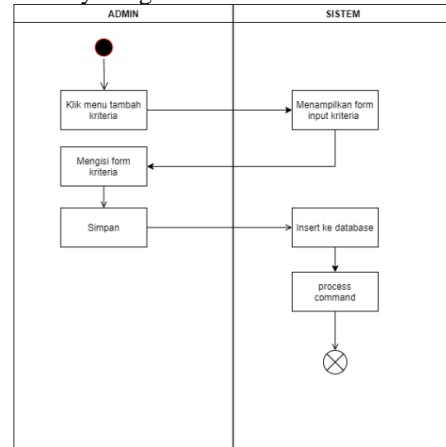 ADMIN
SISTEM
Klik menu tambah
kriteria
Menampilkan form
input kriteria
Mengisi form
kriteria
Simpan
Insert ke database
process
command